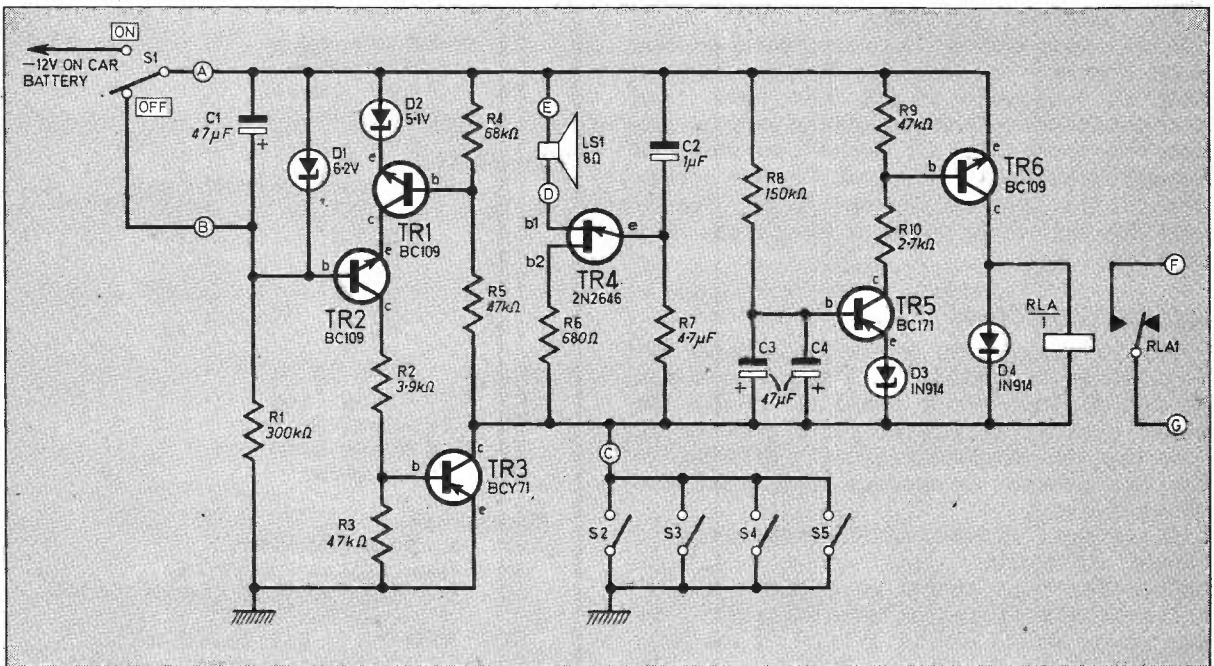 ON
−12V ON CAR
BATTERY
S1
OFF
A
B
C1
47µF
+
D1
6·2V
D2
5·1V
R4
68kΩ
e
b
c
TR1
BC109
e
b
c
TR2
BC109
R5
47kΩ
R2
3·9kΩ
R1
300kΩ
b
c
e
TR3
BCY71
R3
47kΩ
E
LS1
8Ω
D
b1
b2
e
TR4
2N2646
C2
1µF
R6
680Ω
R7
4·7µF
R8
150kΩ
C3
C4
+
+
47µF
R9
47kΩ
R10
2·7kΩ
b
e
c
TR6
BC109
b
c
e
TR5
BC171
D3
IN914
D4
IN914
RLA
1
F
RLA1
G
C
S2
S3
S4
S5